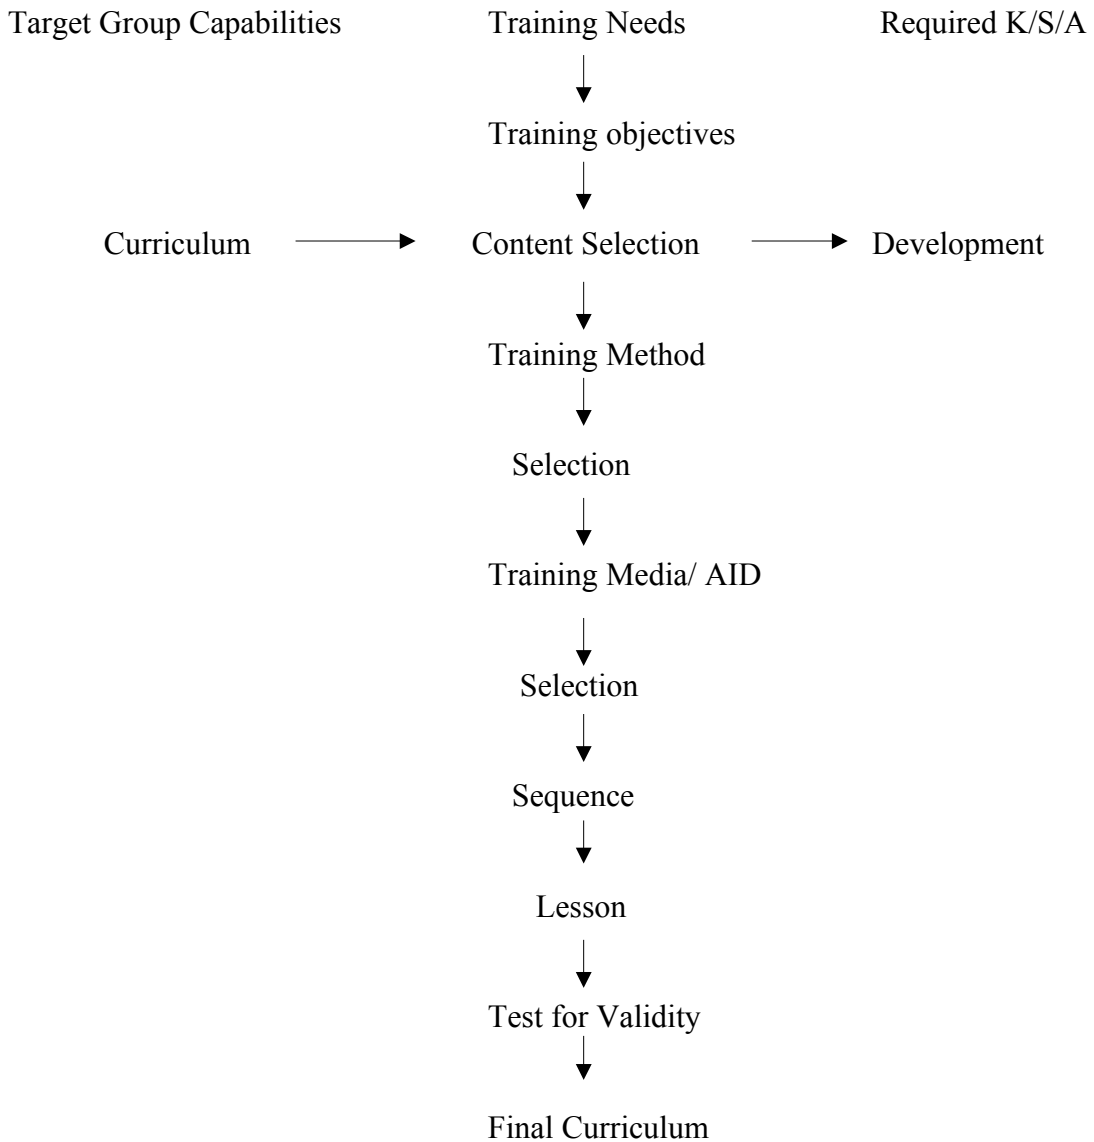 Target Group Capabilities Training Needs Required K/S/A
Training objectives
Curriculum Content Selection Development
Training Method
Selection
Training Media/ AID
Selection
Sequence
Lesson
Test for Validity
Final Curriculum